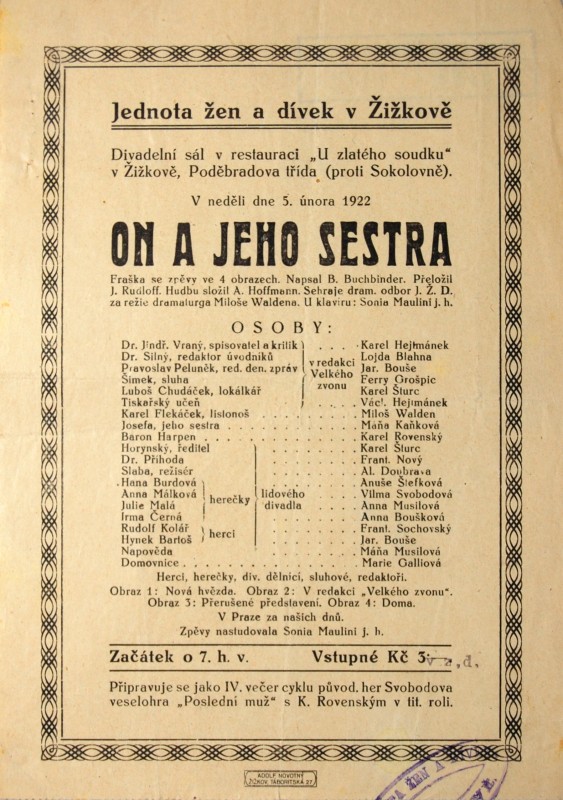 Jednota žen a dívek v Žižkově
Divadelní sál v restauraci „U zlatého soudku“
v Žižkově, Poděbradova třída (proti Sokolovně).
V neděli dne 5. února 1922
ON A JEHO SESTRA
Fraška se zpěvy ve 4 obrazech. Napsal B. Buchbinder. Přeložil
J. Rudloff. Hudbu složil A. Hoffmann. Sehraje dram. odbor J. Ž. D.
za režie dramaturga Miloše Waldena. U klavíru: Sonia Maulini j. h.
OSOBY:
Dr. Jindř. Vraný, spisovatel a kritik . . . Karel Hejtmánek
Dr. Silný, redaktor úvodníků Lojda Blahna
Pravoslav Peluněk, red. den. zpráv v redakci Jar. Bouše
Šimek, sluha Velkého Ferry Grošpic
Luboš Chudáček, lokálkář zvonu Karel Šturc
Tiskařský učeň . . . . Václ. Hejtmánek
Karel Flekáček, listonoš . . . . . . . . Miloš Walden
Josefa, jeho sestra . . . . . . . . . . . Máňa Kaňková
Baron Harpen . . . . . . . . . . . . . Karel Rovenský
Horynský, ředitel . . . . . . . Karel Šturc
Dr. Příhoda . . . . . . . Frant. Nový
Slaba, režisér . . . . . . . Al. Doubrava
Hana Burdová . . . . . . . Anuše Štefková
Anna Málková herečky lidového . . . Vilma Svobodová
Julie Malá divadla . . . . Anna Musilová
Irma Černá . . . . . . . Anna Boušková
Rudolf Kolář herci . . . . . . . Frant. Sochovský
Hynek Bartoš . . . . . . . Jar. Bouše
Napověda . . . . . . . Máňa Musilová
Domovnice . . . . . . . . . . . . . . Marie Galliová
Herci, herečky, div. dělníci, sluhové, redaktoři.
Obraz 1: Nová hvězda. Obraz 2: V redakci „Velkého zvonu“.
Obraz 3: Přerušené představení. Obraz 4: Doma.
V Praze za našich dnů.
Zpěvy nastudovala Sonia Maulini j. h.
Začátek o 7. h. v. Vstupné Kč 3·—
Připravuje se jako IV. večer cyklu původ. her Svobodova
veselohra „Poslední muž“ s K. Rovenským v tit. roli.
ADOLF NOVOTNÝ
ŽIŽKOV, TÁBORITSKÁ 27.
ŽEN A